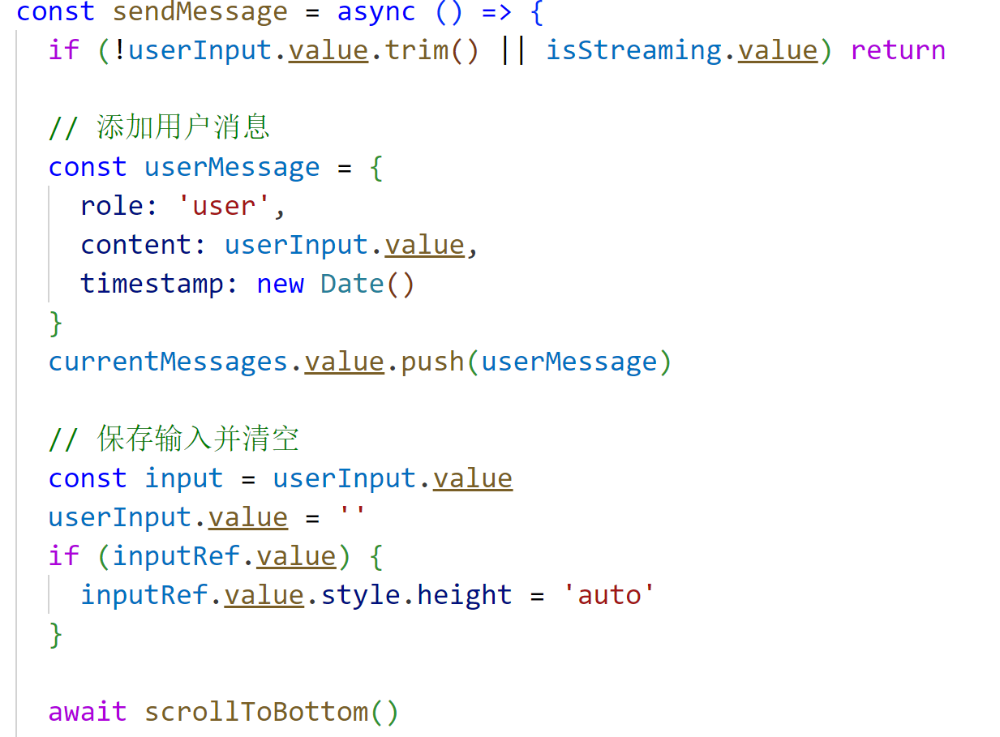 const sendMessage = async () => {
  if (!userInput.value.trim() || isStreaming.value) return

  // 添加用户消息
  const userMessage = {
    role: 'user',
    content: userInput.value,
    timestamp: new Date()
  }
  currentMessages.value.push(userMessage)

  // 保存输入并清空
  const input = userInput.value
  userInput.value = ''
  if (inputRef.value) {
    inputRef.value.style.height = 'auto'
  }

  await scrollToBottom()